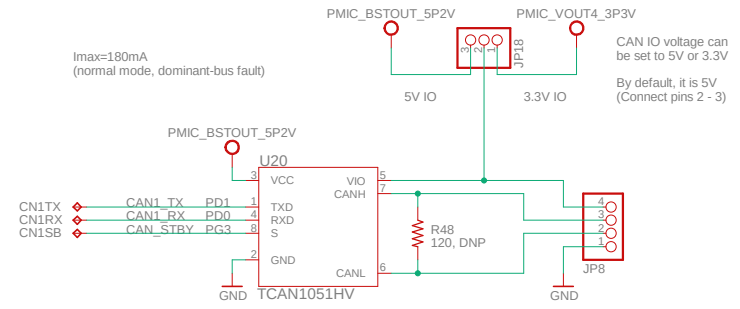 PMIC_BSTOUT_5P2V
PMIC_VOUT4_3P3V
Imax=180mA
(normal mode, dominant-bus fault)
3
2
1
JP18
CAN IO voltage can
be set to 5V or 3.3V
By default, it is 5V
(Connect pins 2 - 3)
5V IO
3.3V IO
PMIC_BSTOUT_5P2V
U20
3 VCC VIO 5
CANH 7
CN1TX CAN1_TX PD1 1 TXD
CN1RX CAN1_RX PD0 4 RXD
CN1SB CAN_STBY PG3 8 S
2 GND CANL 6
TCAN1051HV
GND
R48
120, DNP
4
3
2
1
JP8
GND